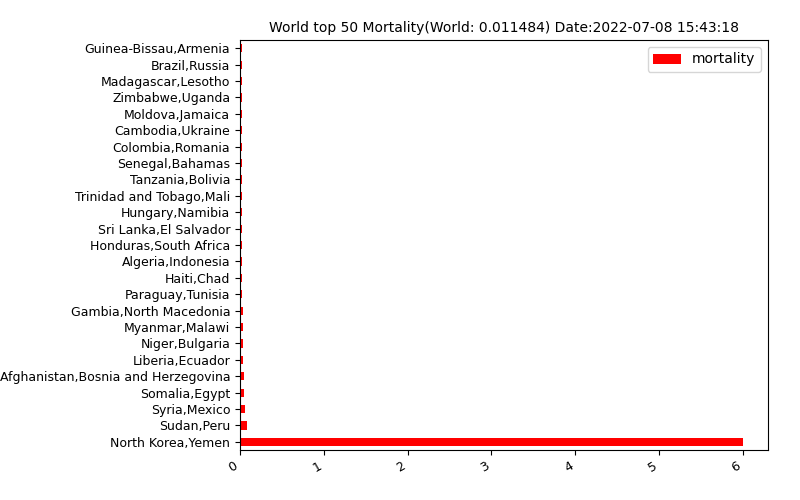 World top 50 Mortality(World: 0.011484) Date:2022-07-08 15:43:18
mortality
Guinea-Bissau,Armenia
Brazil,Russia
Madagascar,Lesotho
Zimbabwe,Uganda
Moldova,Jamaica
Cambodia,Ukraine
Colombia,Romania
Senegal,Bahamas
Tanzania,Bolivia
Trinidad and Tobago,Mali
Hungary,Namibia
Sri Lanka,El Salvador
Honduras,South Africa
Algeria,Indonesia
Haiti,Chad
Paraguay,Tunisia
Gambia,North Macedonia
Myanmar,Malawi
Niger,Bulgaria
Liberia,Ecuador
Afghanistan,Bosnia and Herzegovina
Somalia,Egypt
Syria,Mexico
Sudan,Peru
North Korea,Yemen
0 1 2 3 4 5 6